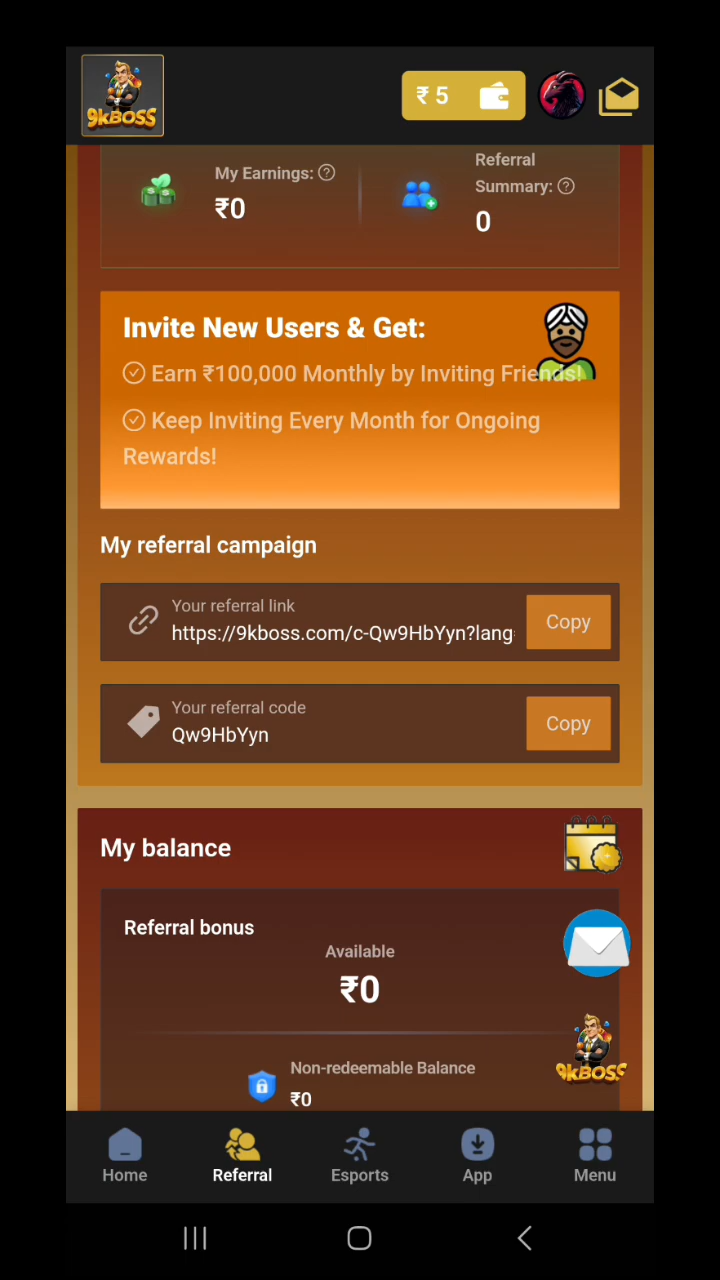 9KBOSS
₹ 5
My Earnings:
₹0
Referral
Summary:
0
Invite New Users & Get:
Earn ₹100,000 Monthly by Inviting Friends!
Keep Inviting Every Month for Ongoing
Rewards!
My referral campaign
Your referral link
https://9kboss.com/c-Qw9HbYyn?lang
Copy
Your referral code
Qw9HbYyn
Copy
My balance
Referral bonus
Available
₹0
Non-redeemable Balance
₹0
9KBOSS
Home
Referral
Esports
App
Menu